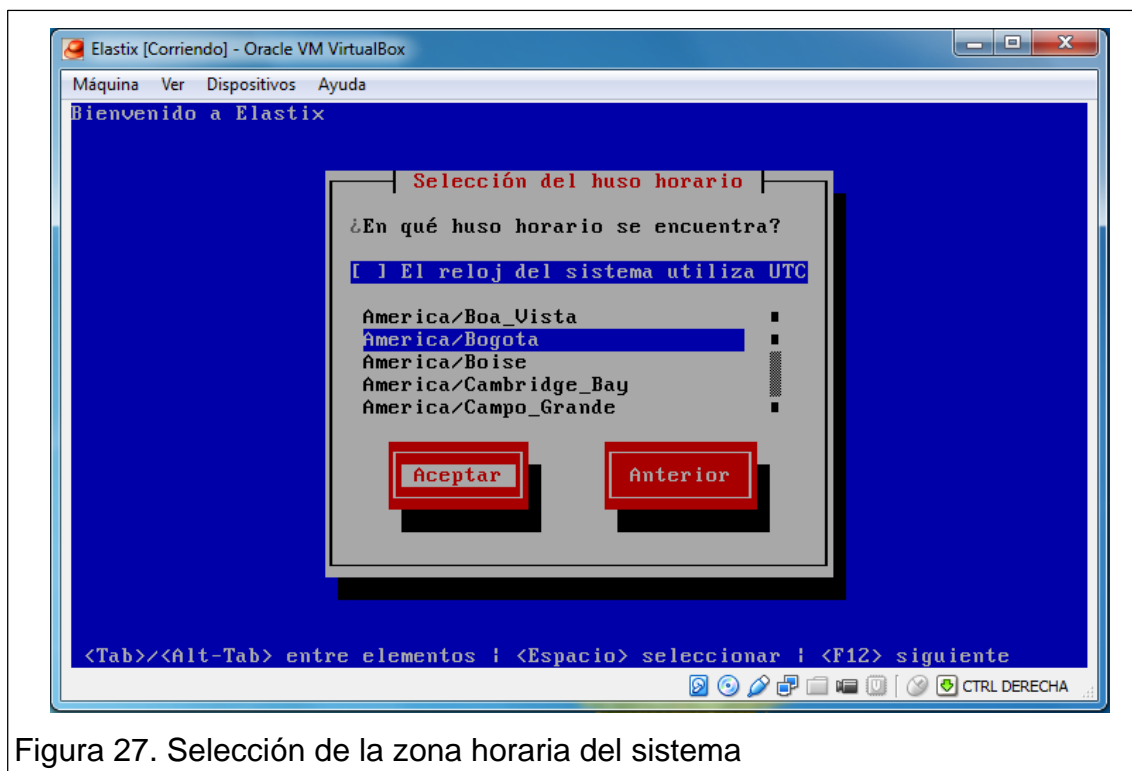 Elastix [Corriendo] - Oracle VM VirtualBox
Máquina Ver Dispositivos Ayuda
Bienvenido a Elastix
Selección del huso horario
¿En qué huso horario se encuentra?
[ ] El reloj del sistema utiliza UTC
America/Boa_Vista
America/Bogota
America/Boise
America/Cambridge_Bay
America/Campo_Grande
Aceptar Anterior
<Tab>/<Alt-Tab> entre elementos ¦ <Espacio> seleccionar ¦ <F12> siguiente
CTRL DERECHA
Figura 27. Selección de la zona horaria del sistema